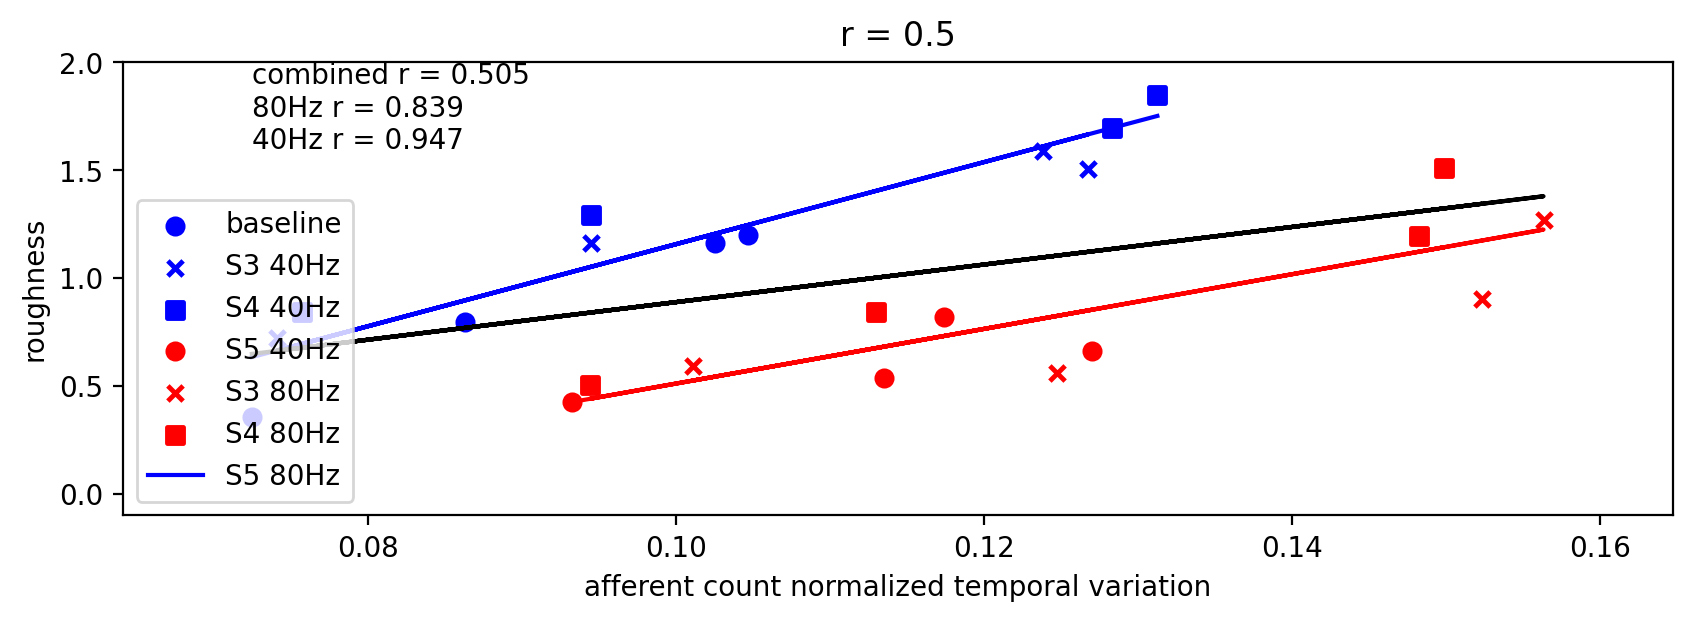 r = 0.5
combined r = 0.505
80Hz r = 0.839
40Hz r = 0.947
2.0
1.5
1.0
0.5
0.0
roughness
baseline
S3 40Hz
S4 40Hz
S5 40Hz
S3 80Hz
S4 80Hz
S5 80Hz
0.08 0.10 0.12 0.14 0.16
afferent count normalized temporal variation